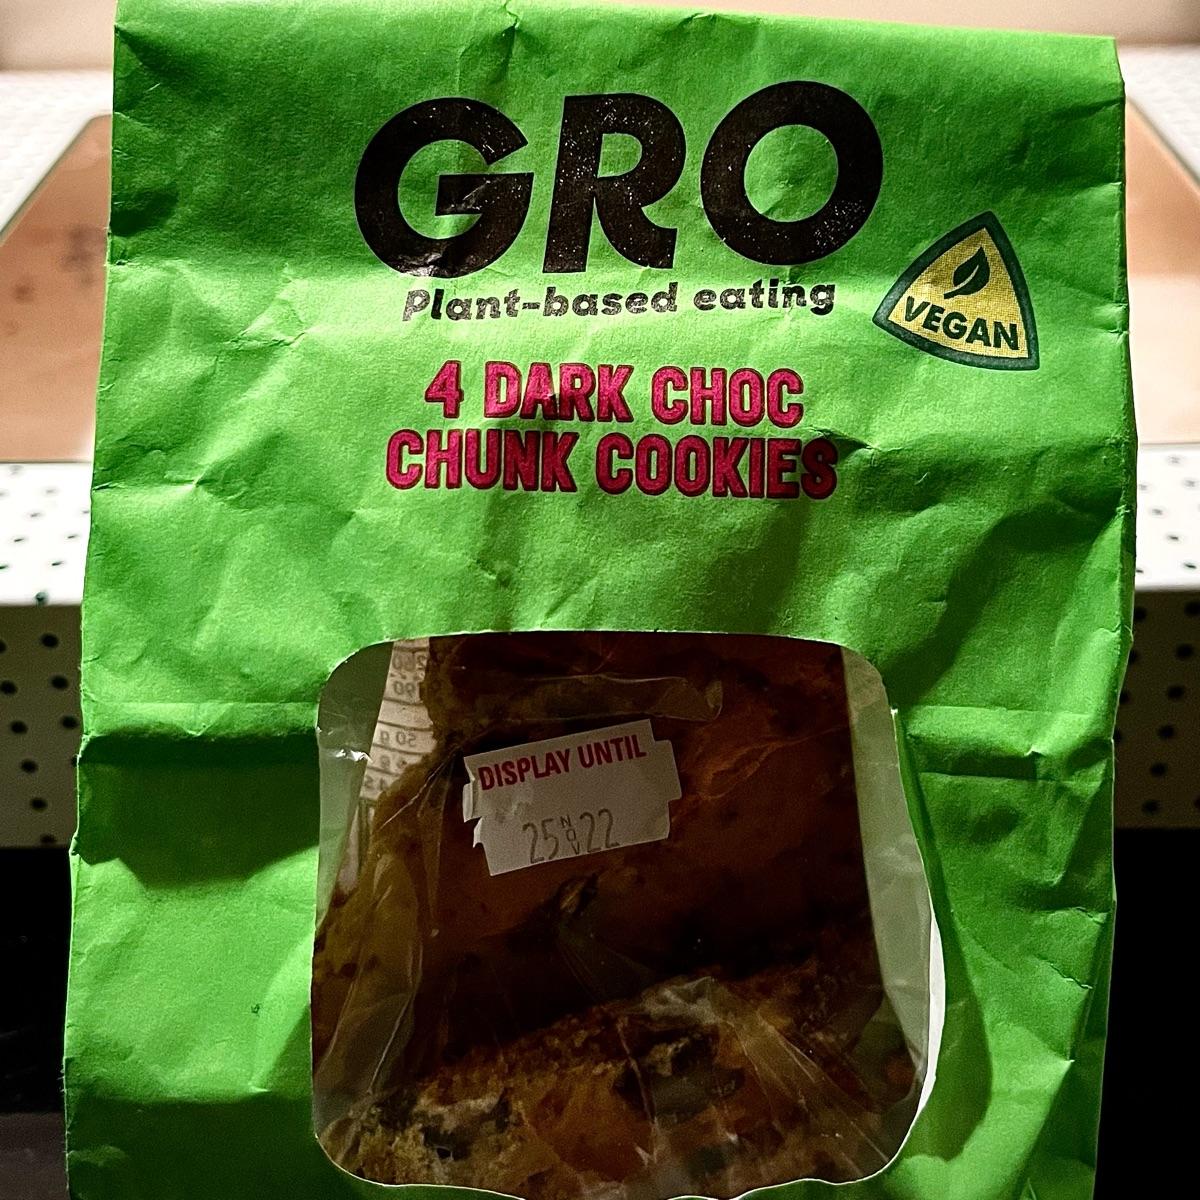 GRO
Plant-based eating
VEGAN
4 DARK CHOC
CHUNK COOKIES
DISPLAY UNTIL
25 NOV 22